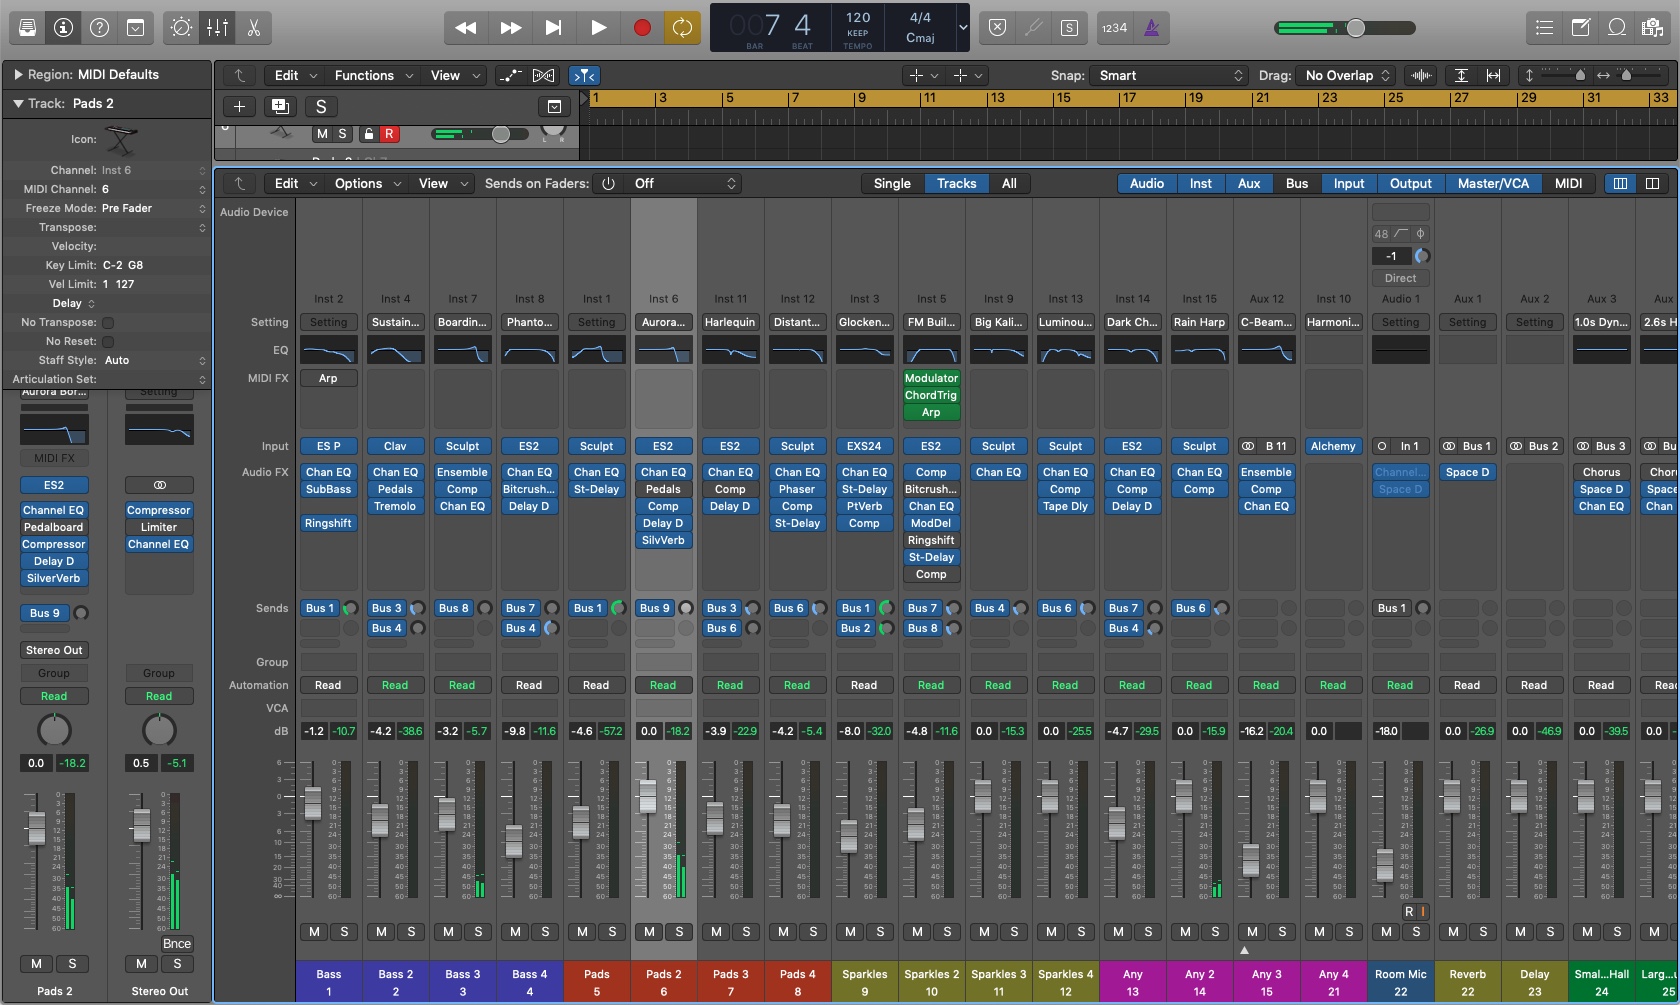 007 4
BAR BEAT
120
KEEP
TEMPO
4/4
Cmaj
S
1234
Region: MIDI Defaults
Track: Pads 2
Icon:
Channel: Inst 6
MIDI Channel: 6
Freeze Mode: Pre Fader
Transpose:
Velocity:
Key Limit: C-2 G8
Vel Limit: 1 127
Delay
No Transpose:
No Reset:
Staff Style: Auto
Articulation Set:
Edit Functions View
Snap: Smart
Drag: No Overlap
S
1 3 5 7 9 11 13 15 17 19 21 23 25 27 29 31 33
M S R
Edit Options View Sends on Faders: Off
Single Tracks All
Audio Inst Aux Bus Input Output Master/VCA MIDI
Audio Device
48
-1
Direct
Inst 2 Inst 4 Inst 7 Inst 8 Inst 1 Inst 6 Inst 11 Inst 12 Inst 3 Inst 5 Inst 9 Inst 13 Inst 14 Inst 15 Aux 12 Inst 10 Audio 1 Aux 1 Aux 2 Aux 3 Aux
Setting Setting Sustain... Boardin... Phanto... Setting Aurora... Harlequin Distant... Glocken... FM Buil... Big Kali... Luminou... Dark Ch... Rain Harp C-Beam... Harmoni... Setting Setting Setting 1.0s Dyn... 2.6s H
EQ
MIDI FX Arp Modulator
ChordTrig
Arp
Input ES P Clav Sculpt ES2 Sculpt ES2 ES2 Sculpt EXS24 ES2 Sculpt Sculpt ES2 Sculpt B 11 Alchemy In 1 Bus 1 Bus 2 Bus 3 Bu
Audio FX Chan EQ Chan EQ Ensemble Chan EQ Chan EQ Chan EQ Chan EQ Chan EQ Chan EQ Comp Chan EQ Chan EQ Chan EQ Chan EQ Ensemble Channel... Space D Chorus Chor
SubBass Pedals Comp Bitcrush... St-Delay Pedals Comp Phaser St-Delay Bitcrush... Comp Comp Comp Comp Space D Space D Space
Tremolo Chan EQ Delay D Comp Delay D Comp PtVerb Chan EQ Tape Dly Delay D Chan EQ Chan EQ Chan
Ringshift Delay D St-Delay Comp ModDel
SilvVerb Ringshift
St-Delay
Comp
Sends Bus 1 Bus 3 Bus 8 Bus 7 Bus 1 Bus 9 Bus 3 Bus 6 Bus 1 Bus 7 Bus 4 Bus 6 Bus 7 Bus 6 Bus 1
Bus 4 Bus 4 Bus 6 Bus 2 Bus 8 Bus 4
Group
Automation Read Read Read Read Read Read Read Read Read Read Read Read Read Read Read Read Read Read Read Read Reac
VCA
dB -1.2 -10.7 -4.2 -38.6 -3.2 -5.7 -9.8 -11.6 -4.6 -57.2 0.0 -18.2 -3.9 -22.9 -4.2 -5.4 -8.0 -32.0 -4.8 -11.6 0.0 -15.3 0.0 -25.5 -4.7 -29.5 0.0 -15.9 -16.2 -20.4 0.0 -18.0 0.0 -26.9 0.0 -46.9 0.0 -39.5 0.0
R I
M S M S M S M S M S M S M S M S M S M S M S M S M S M S M S M S M S M S M S M S M S
Bass Bass 2 Bass 3 Bass 4 Pads Pads 2 Pads 3 Pads 4 Sparkles Sparkles 2 Sparkles 3 Sparkles 4 Any Any 2 Any 3 Any 4 Room Mic Reverb Delay Smal...Hall Larg...
1 2 3 4 5 6 7 8 9 10 11 12 13 14 15 21 22 22 23 24 25
Aurora Bor... Setting
MIDI FX
ES2
Channel EQ Compressor
Pedalboard Limiter
Compressor Channel EQ
Delay D
SilverVerb
Bus 9
Stereo Out
Group Group
Read Read
0.0 -18.2 0.5 -5.1
Bnce
M S M S
Pads 2 Stereo Out